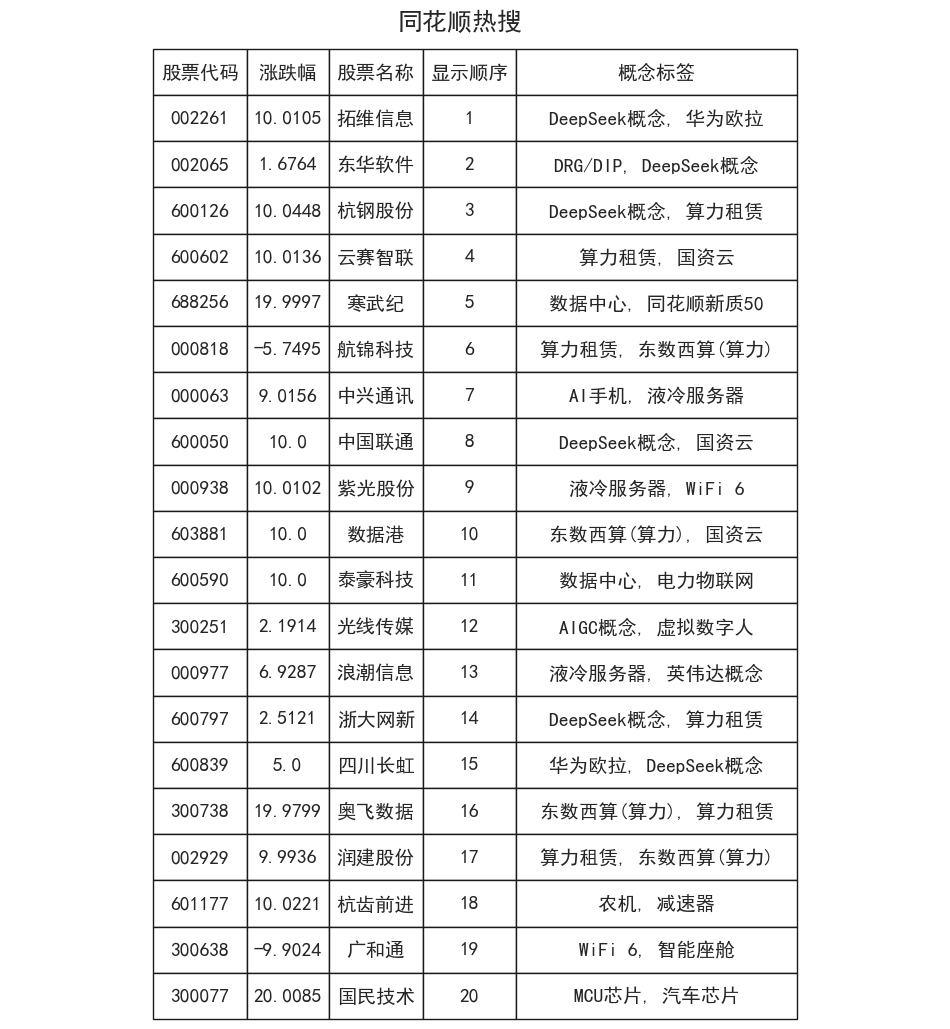 同花顺热搜
股票代码 涨跌幅 股票名称 显示顺序 概念标签
002261 10.0105 拓维信息 1 DeepSeek概念, 华为欧拉
002065 1.6764 东华软件 2 DRG/DIP, DeepSeek概念
600126 10.0448 杭钢股份 3 DeepSeek概念, 算力租赁
600602 10.0136 云赛智联 4 算力租赁, 国资云
688256 19.9997 寒武纪 5 数据中心, 同花顺新质50
000818 -5.7495 航锦科技 6 算力租赁, 东数西算(算力)
000063 9.0156 中兴通讯 7 AI手机, 液冷服务器
600050 10.0 中国联通 8 DeepSeek概念, 国资云
000938 10.0102 紫光股份 9 液冷服务器, WiFi 6
603881 10.0 数据港 10 东数西算(算力), 国资云
600590 10.0 泰豪科技 11 数据中心, 电力物联网
300251 2.1914 光线传媒 12 AIGC概念, 虚拟数字人
000977 6.9287 浪潮信息 13 液冷服务器, 英伟达概念
600797 2.5121 浙大网新 14 DeepSeek概念, 算力租赁
600839 5.0 四川长虹 15 华为欧拉, DeepSeek概念
300738 19.9799 奥飞数据 16 东数西算(算力), 算力租赁
002929 9.9936 润建股份 17 算力租赁, 东数西算(算力)
601177 10.0221 杭齿前进 18 农机, 减速器
300638 -9.9024 广和通 19 WiFi 6, 智能座舱
300077 20.0085 国民技术 20 MCU芯片, 汽车芯片